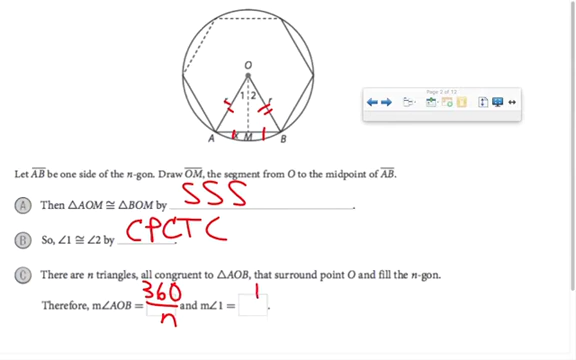 Page 2 of 12
O
r 1 2 r
A x M B
Let AB be one side of the n-gon. Draw OM, the segment from O to the midpoint of AB.
A Then △AOM ≅ △BOM by SSS.
B So, ∠1 ≅ ∠2 by CPCTC.
C There are n triangles, all congruent to △AOB, that surround point O and fill the n-gon.
Therefore, m∠AOB = 360/n and m∠1 = 1.